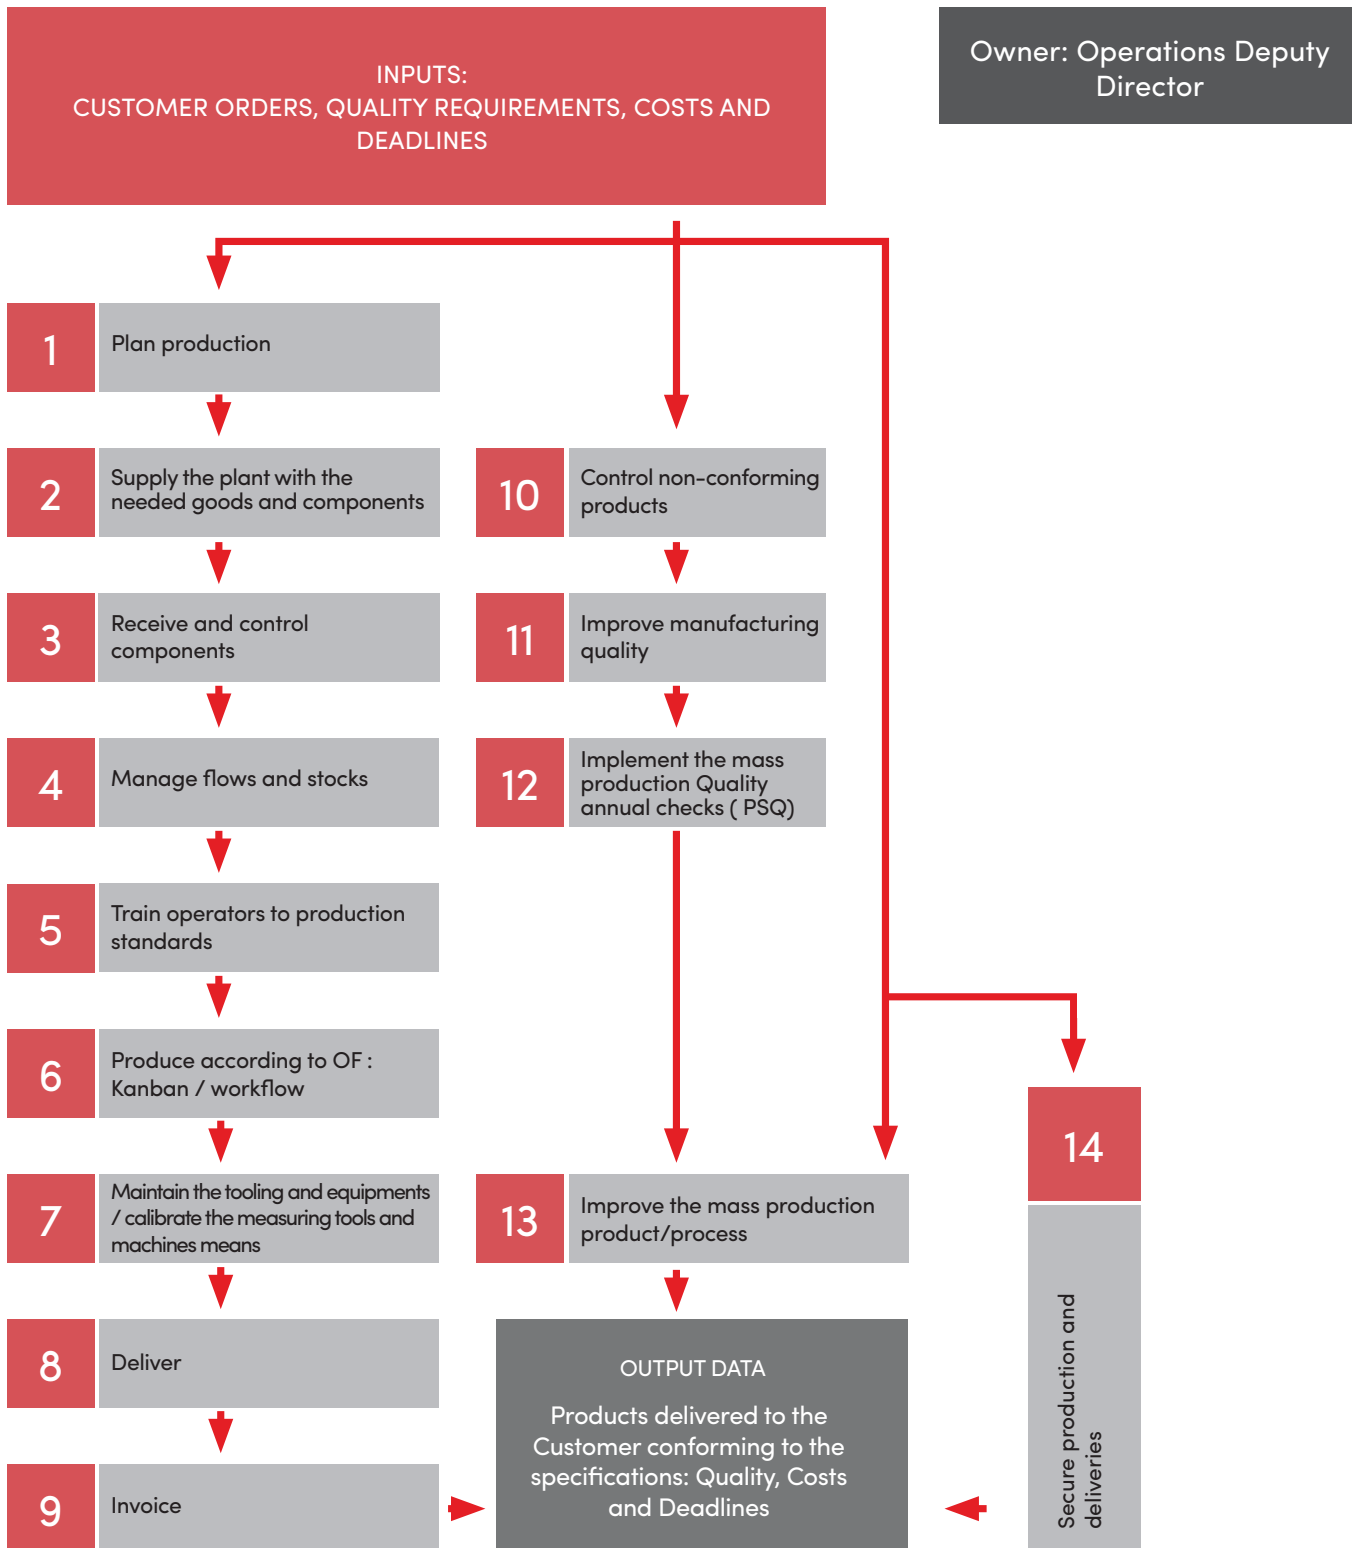 INPUTS:
CUSTOMER ORDERS, QUALITY REQUIREMENTS, COSTS AND
DEADLINES
Owner: Operations Deputy
Director
1
Plan production
2
Supply the plant with the
needed goods and components
3
Receive and control
components
4
Manage flows and stocks
5
Train operators to production
standards
6
Produce according to OF :
Kanban / workflow
7
Maintain the tooling and equipments
/ calibrate the measuring tools and
machines means
8
Deliver
9
Invoice
10
Control non-conforming
products
11
Improve manufacturing
quality
12
Implement the mass
production Quality
annual checks ( PSQ)
13
Improve the mass production
product/process
14
Secure production and
deliveries
OUTPUT DATA
Products delivered to the
Customer conforming to the
specifications: Quality, Costs
and Deadlines